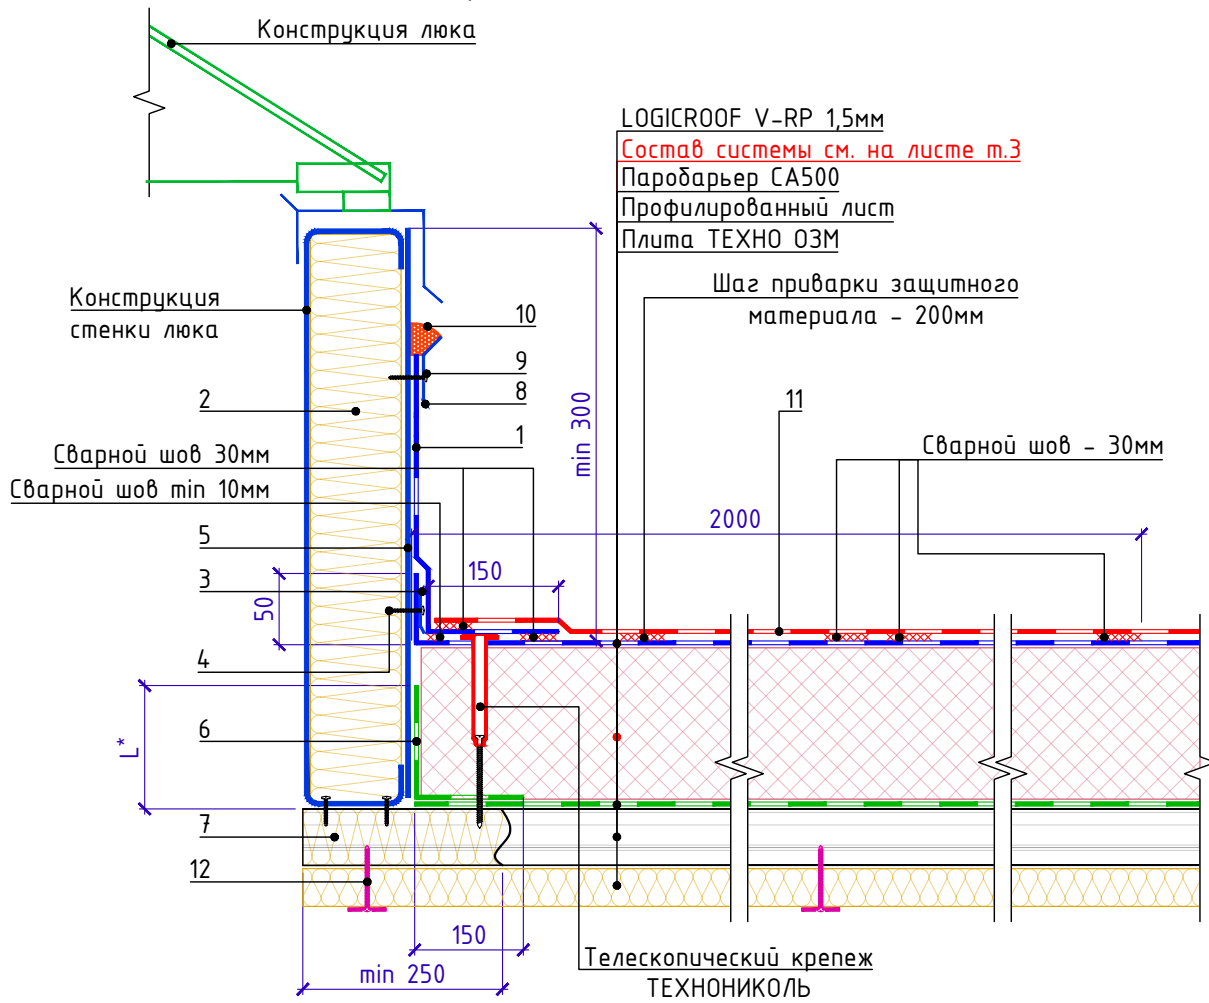 Конструкция люка
LOGICROOF V-RP 1,5мм
Состав системы см. на листе т.3
Паробарьер СА500
Профилированный лист
Плита ТЕХНО ОЗМ
Конструкция
стенки люка
Шаг приварки защитного
материала - 200мм
10
9
8
2
11
1
min 300
Сварной шов 30мм
Сварной шов - 30мм
Сварной шов min 10мм
2000
5
3
150
50
4
6
L*
7
12
150
min 250
Телескопический крепеж
ТЕХНОНИКОЛЬ